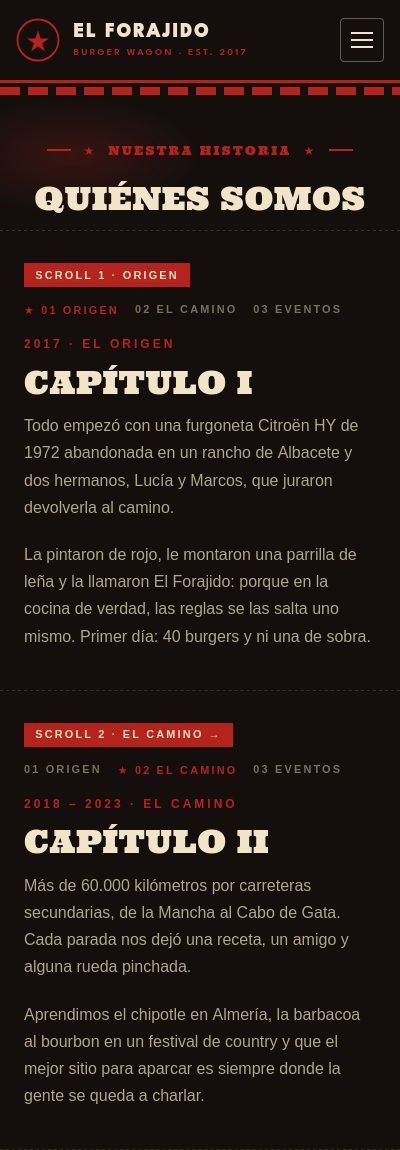 EL FORAJIDO
BURGER WAGON · EST. 2017
★ NUESTRA HISTORIA ★
QUIÉNES SOMOS
SCROLL 1 · ORIGEN
★ 01 ORIGEN 02 EL CAMINO 03 EVENTOS
2017 · EL ORIGEN
CAPÍTULO I
Todo empezó con una furgoneta Citroën HY de
1972 abandonada en un rancho de Albacete y
dos hermanos, Lucía y Marcos, que juraron
devolverla al camino.
La pintaron de rojo, le montaron una parrilla de
leña y la llamaron El Forajido: porque en la
cocina de verdad, las reglas se las salta uno
mismo. Primer día: 40 burgers y ni una de sobra.
SCROLL 2 · EL CAMINO →
01 ORIGEN ★ 02 EL CAMINO 03 EVENTOS
2018 – 2023 · EL CAMINO
CAPÍTULO II
Más de 60.000 kilómetros por carreteras
secundarias, de la Mancha al Cabo de Gata.
Cada parada nos dejó una receta, un amigo y
alguna rueda pinchada.
Aprendimos el chipotle en Almería, la barbacoa
al bourbon en un festival de country y que el
mejor sitio para aparcar es siempre donde la
gente se queda a charlar.